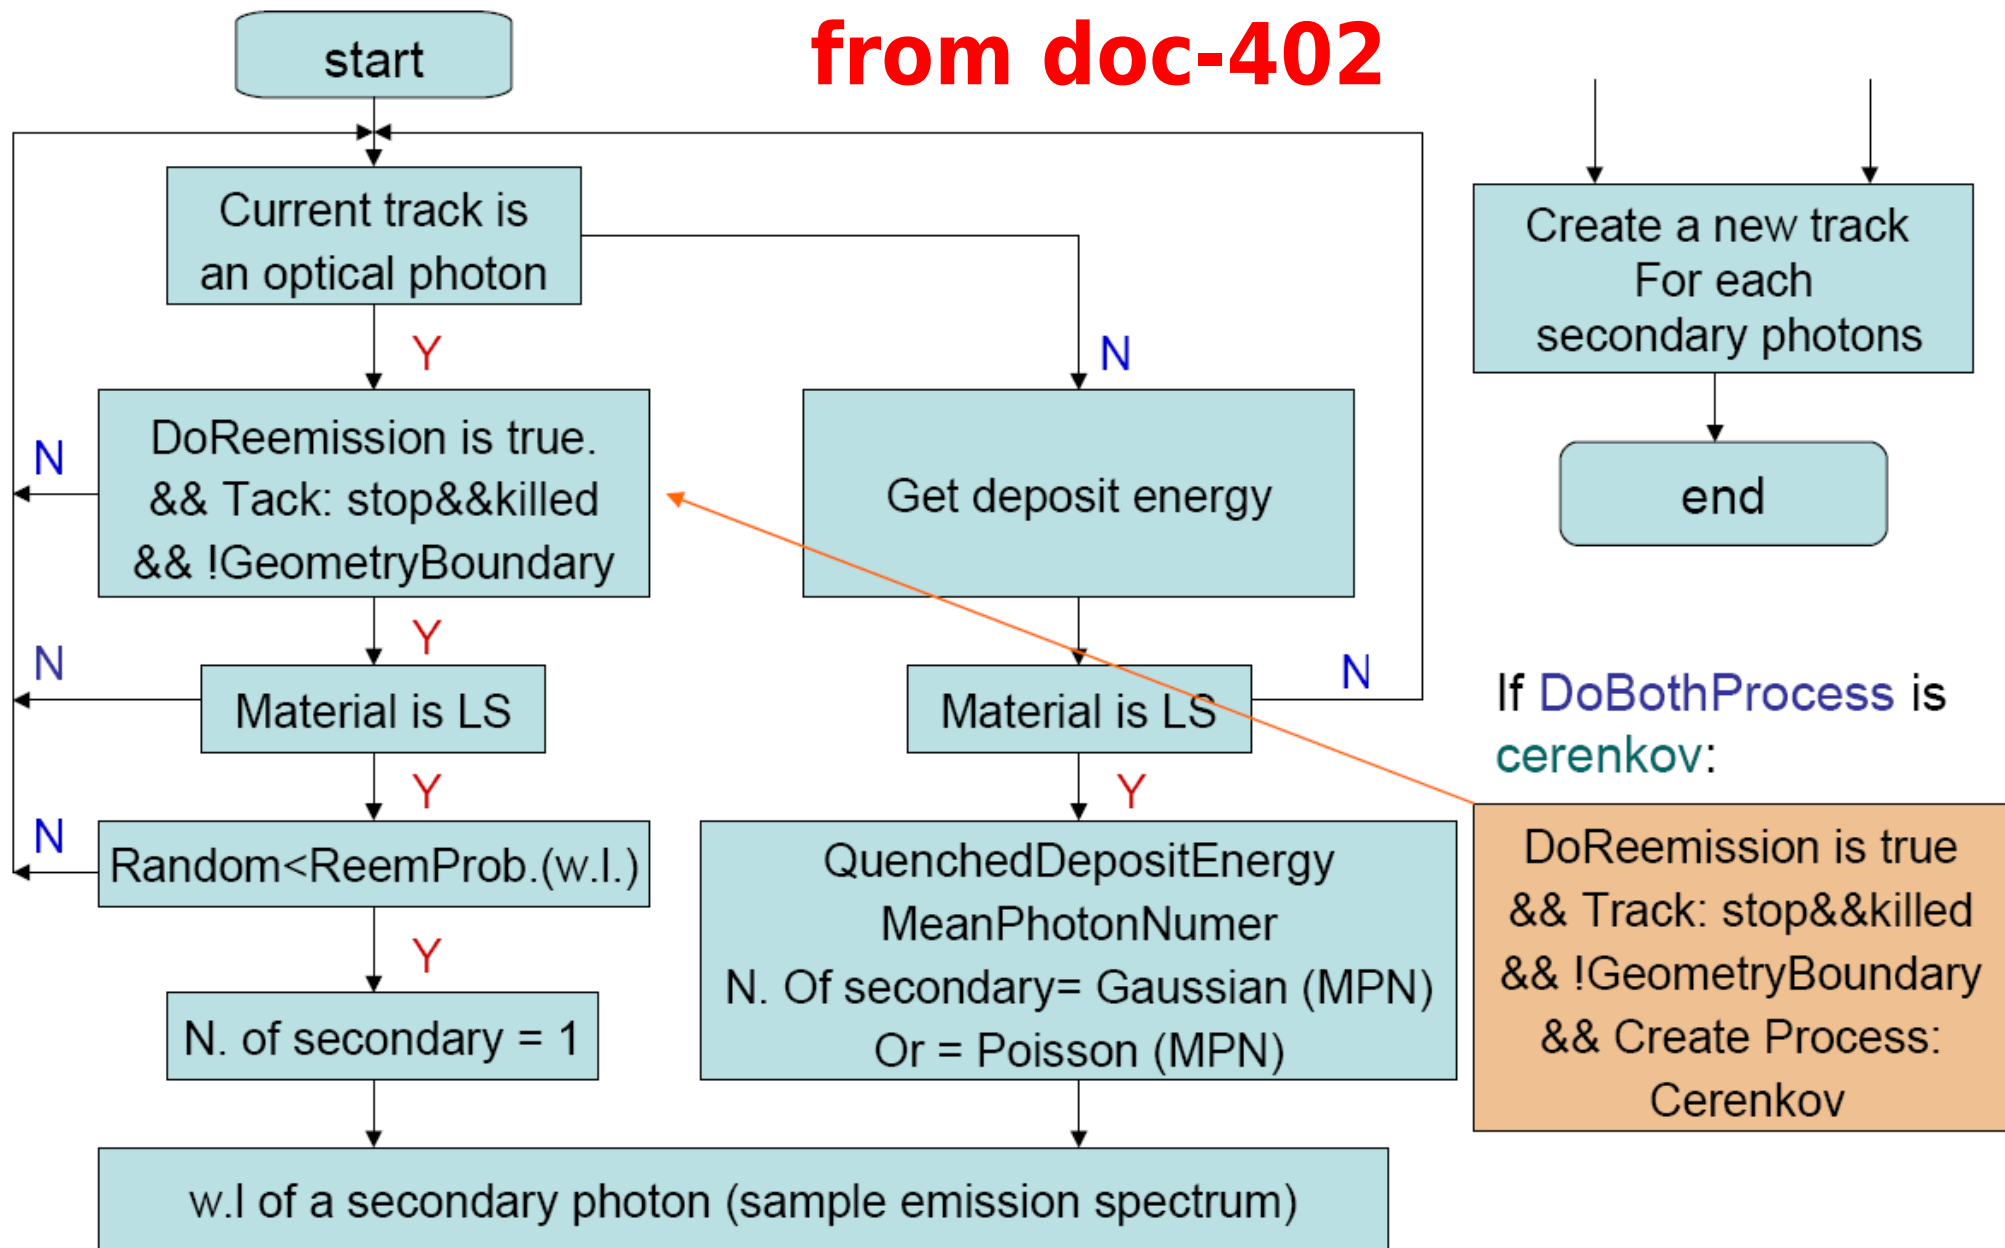 from doc-402
start
Current track is
an optical photon
Y
N
DoReemission is true.
&& Tack: stop&&killed
&& !GeometryBoundary
N
Get deposit energy
Y
N
Material is LS
Material is LS
N
Y
Y
N
Random<ReemProb.(w.l.)
QuenchedDepositEnergy
MeanPhotonNumer
N. Of secondary= Gaussian (MPN)
Or = Poisson (MPN)
Y
N. of secondary = 1
w.l of a secondary photon (sample emission spectrum)
Create a new track
For each
secondary photons
end
If DoBothProcess is
cerenkov:
DoReemission is true
&& Track: stop&&killed
&& !GeometryBoundary
&& Create Process:
Cerenkov